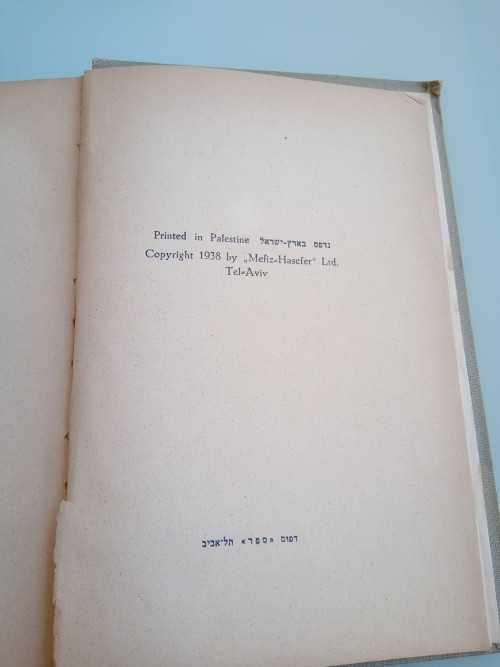 Printed in Palestine נדפס בארץ-ישראל
Copyright 1938 by „Mefiz-Hasefer“ Ltd.
Tel-Aviv
דפוס «ספר» תל-אביב